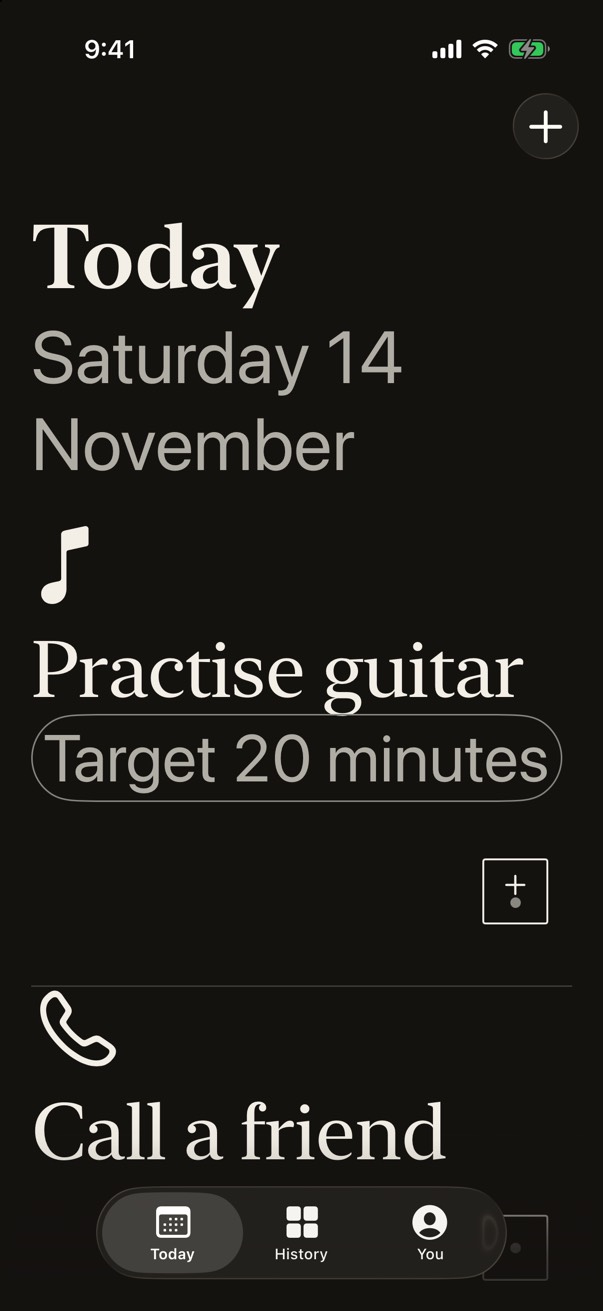 9:41
Today
Saturday 14
November
Practise guitar
Target 20 minutes
Call a friend
Today
History
You